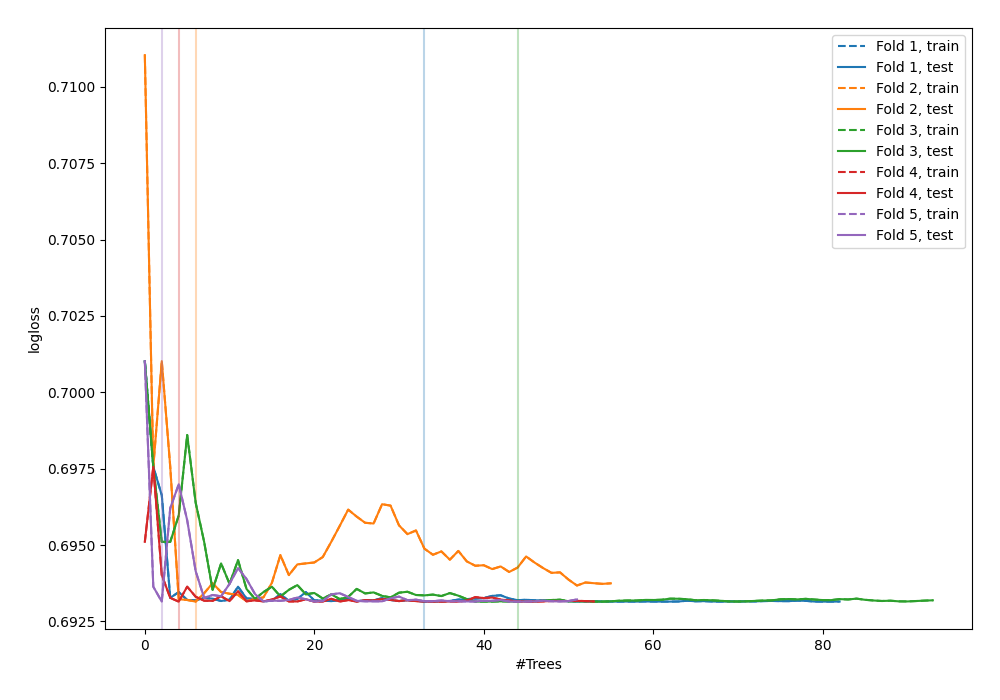 0.7100
0.7075
0.7050
0.7025
0.7000
0.6975
0.6950
0.6925
logloss
0
20
40
60
80
#Trees
Fold 1, train
Fold 1, test
Fold 2, train
Fold 2, test
Fold 3, train
Fold 3, test
Fold 4, train
Fold 4, test
Fold 5, train
Fold 5, test